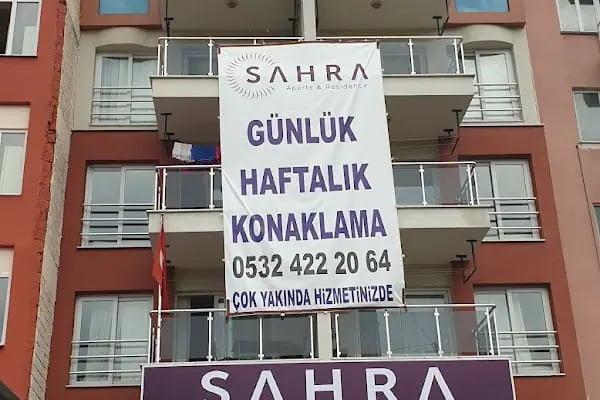 SAHRA
Aparts & Residence
GÜNLÜK
HAFTALIK
KONAKLAMA
0532 422 20 64
ÇOK YAKINDA HİZMETİNİZDE
SAHRA